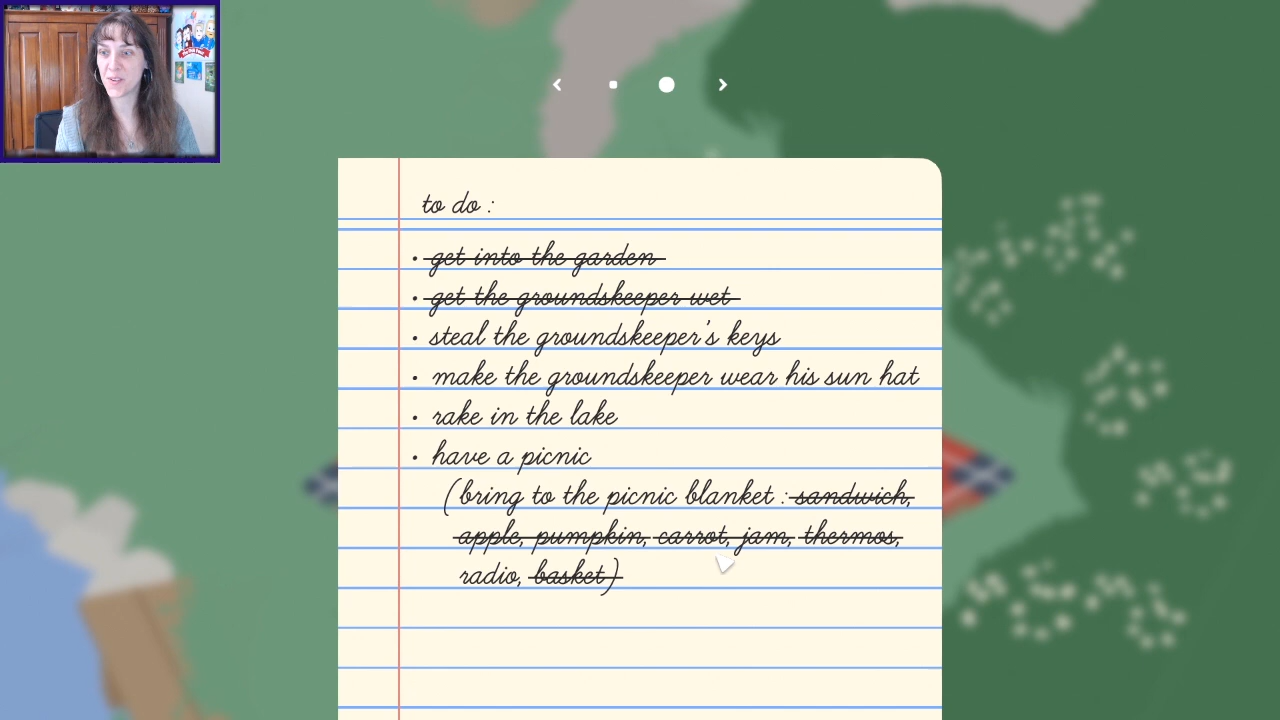 to do :
• get into the garden
• get the groundskeeper wet
• steal the groundskeeper's keys
• make the groundskeeper wear his sun hat
• rake in the lake
• have a picnic
(bring to the picnic blanket : sandwich,
apple, pumpkin, carrot, jam, thermos,
radio, basket)